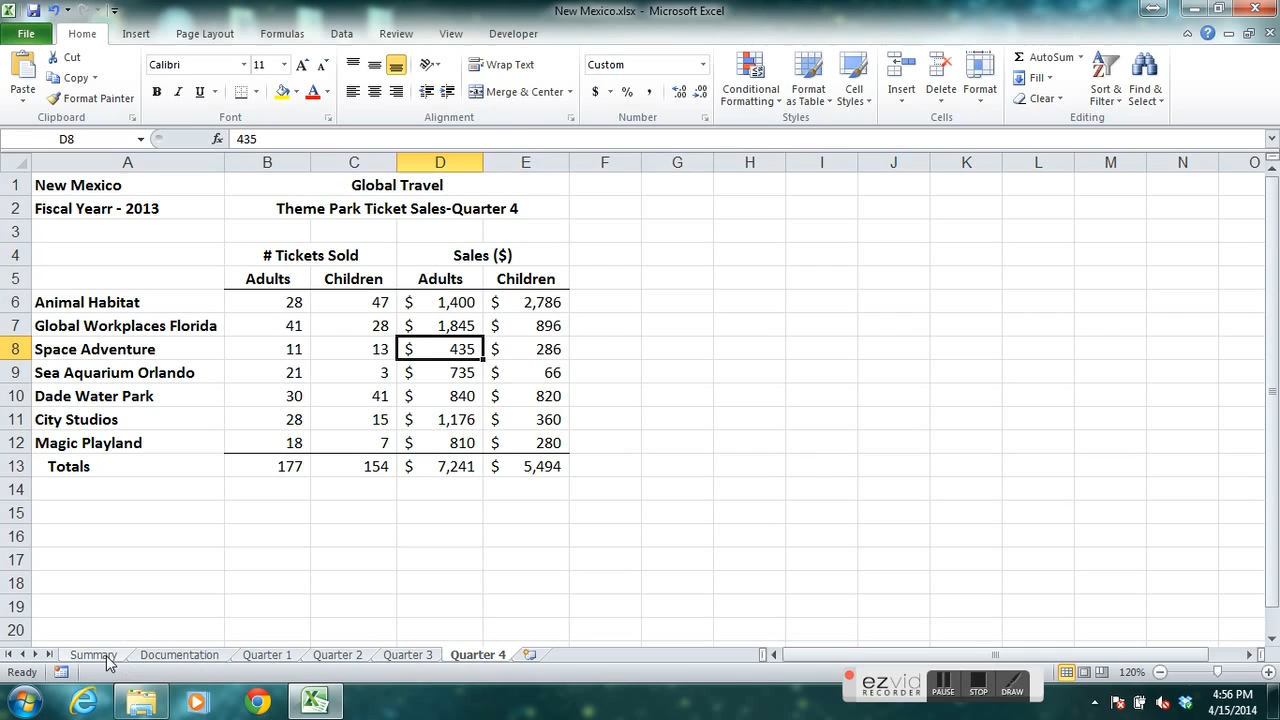 New Mexico.xlsx - Microsoft Excel
File Home Insert Page Layout Formulas Data Review View Developer
Cut Calibri 11 Wrap Text Custom AutoSum
Copy Fill
Paste Format Painter Merge & Center Conditional Formatting Format as Table Cell Styles Insert Delete Format Clear Sort & Filter Find & Select
Clipboard Font Alignment Number Styles Cells Editing
D8 fx 435
A B C D E F G H I J K L M N O
1 New Mexico Global Travel
2 Fiscal Yearr - 2013 Theme Park Ticket Sales-Quarter 4
3
4 # Tickets Sold Sales ($)
5 Adults Children Adults Children
6 Animal Habitat 28 47 $ 1,400 $ 2,786
7 Global Workplaces Florida 41 28 $ 1,845 $ 896
8 Space Adventure 11 13 $ 435 $ 286
9 Sea Aquarium Orlando 21 3 $ 735 $ 66
10 Dade Water Park 30 41 $ 840 $ 820
11 City Studios 28 15 $ 1,176 $ 360
12 Magic Playland 18 7 $ 810 $ 280
13 Totals 177 154 $ 7,241 $ 5,494
14
15
16
17
18
19
20
Summary Documentation Quarter 1 Quarter 2 Quarter 3 Quarter 4
Ready 120%
ezvid RECORDER PAUSE STOP DRAW
4:56 PM
4/15/2014